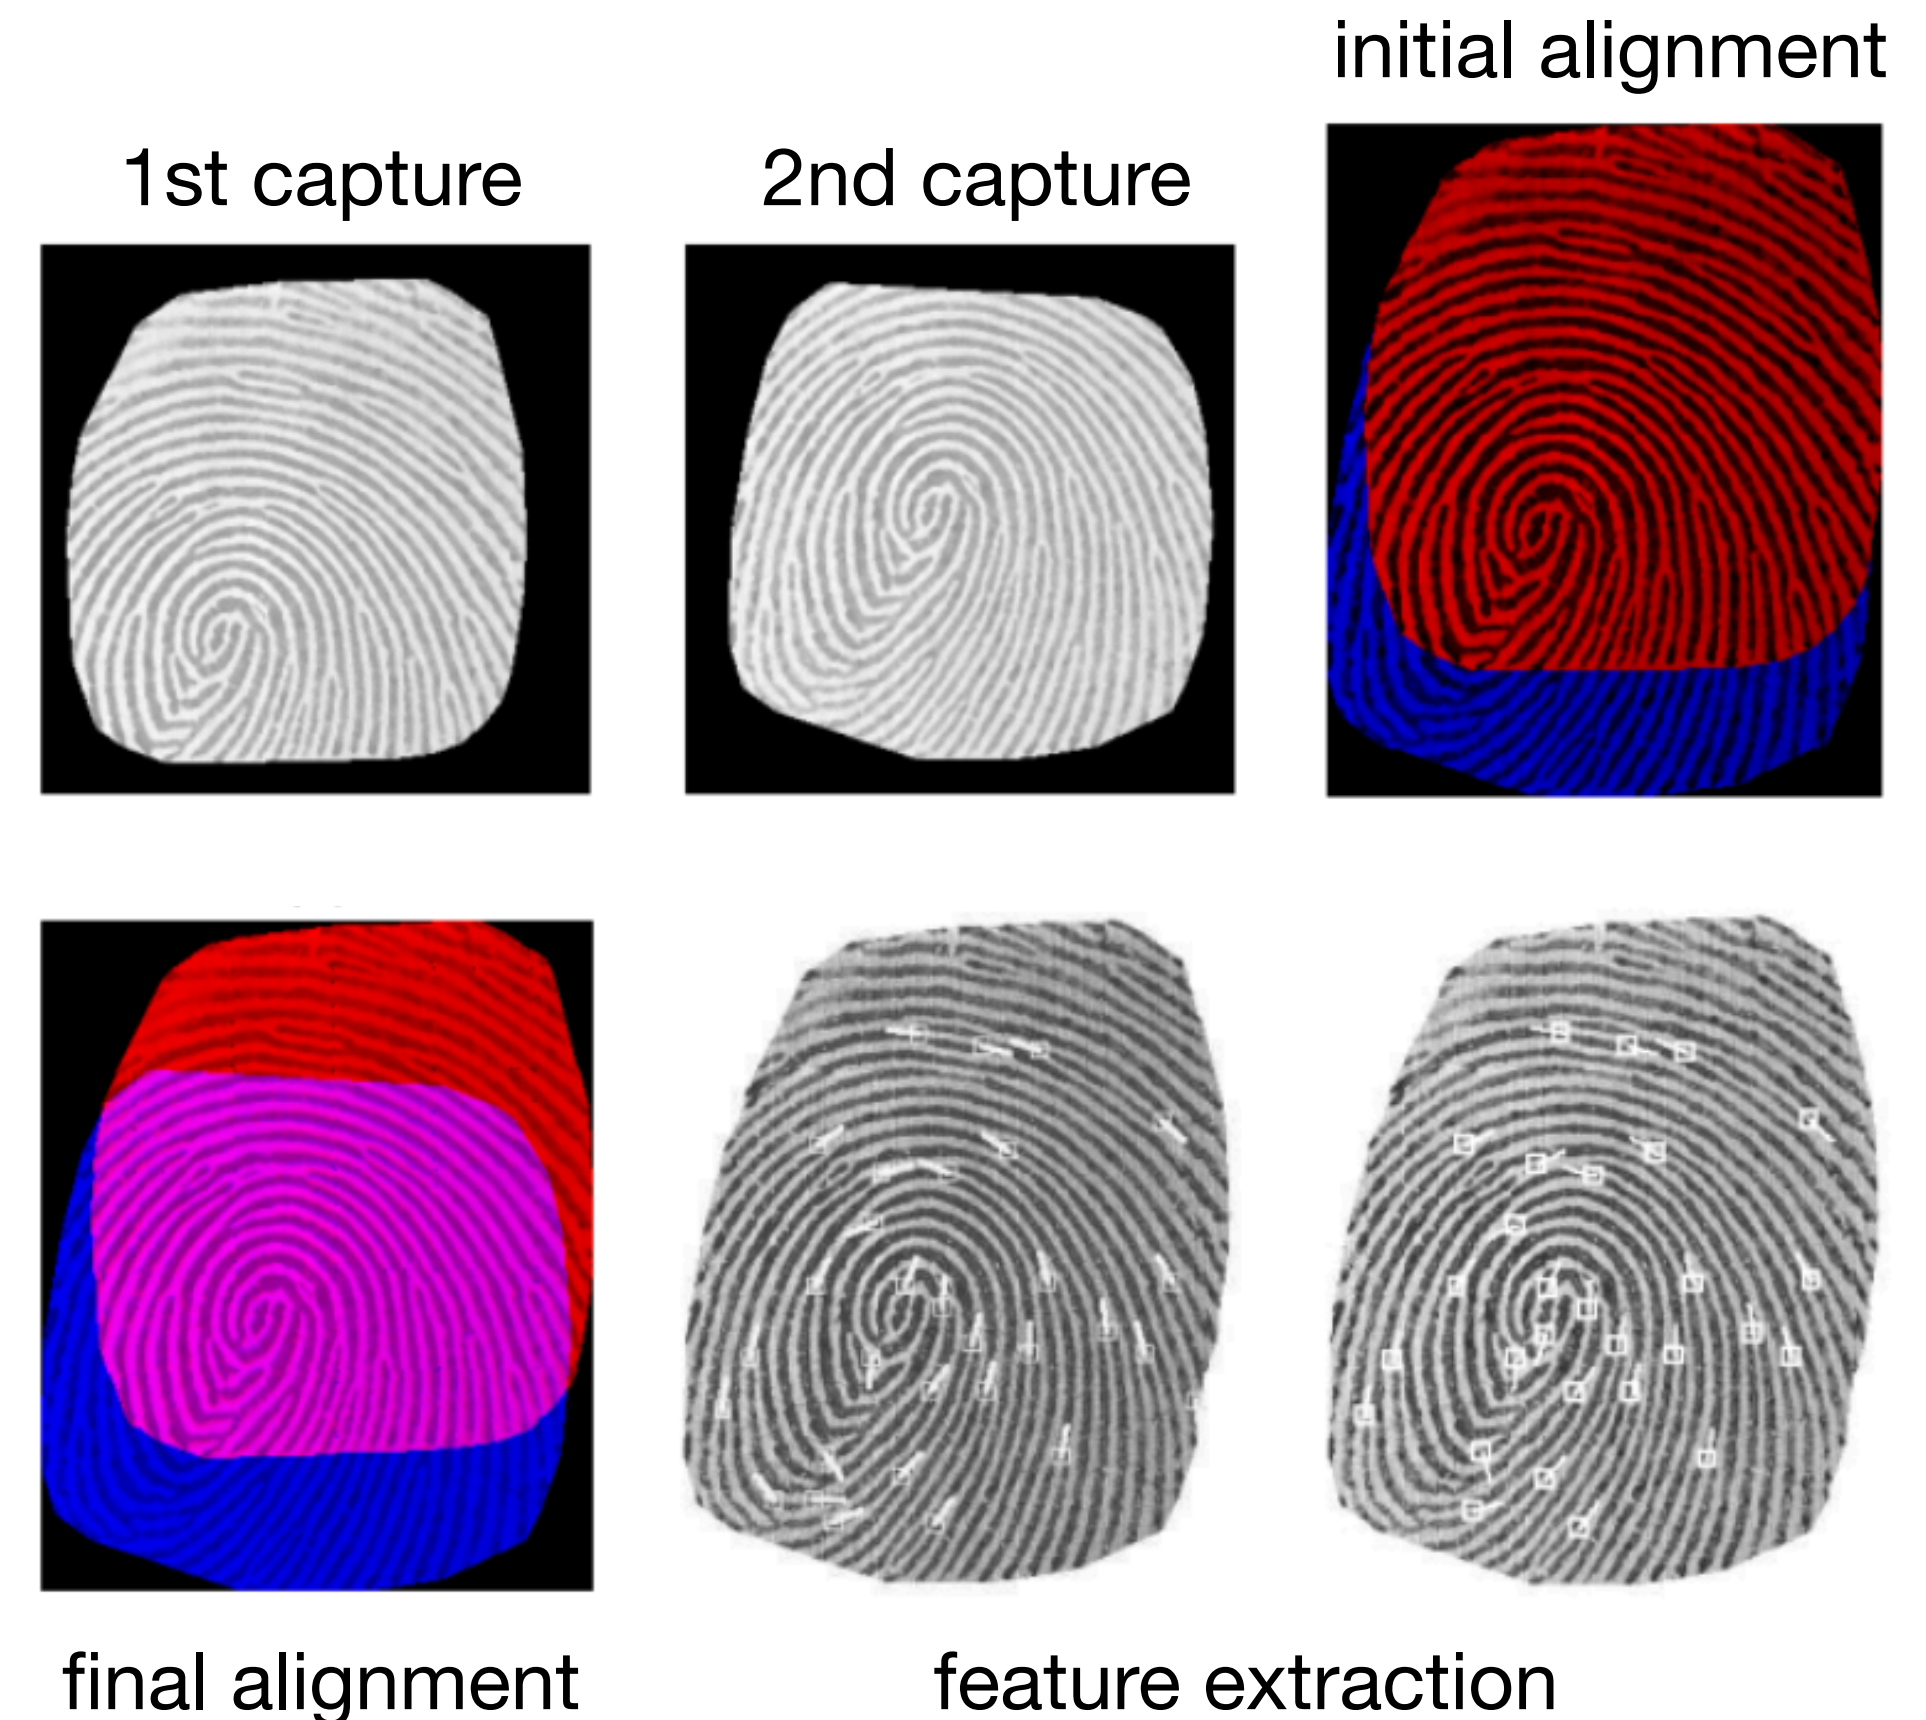 initial alignment
1st capture
2nd capture
final alignment
feature extraction